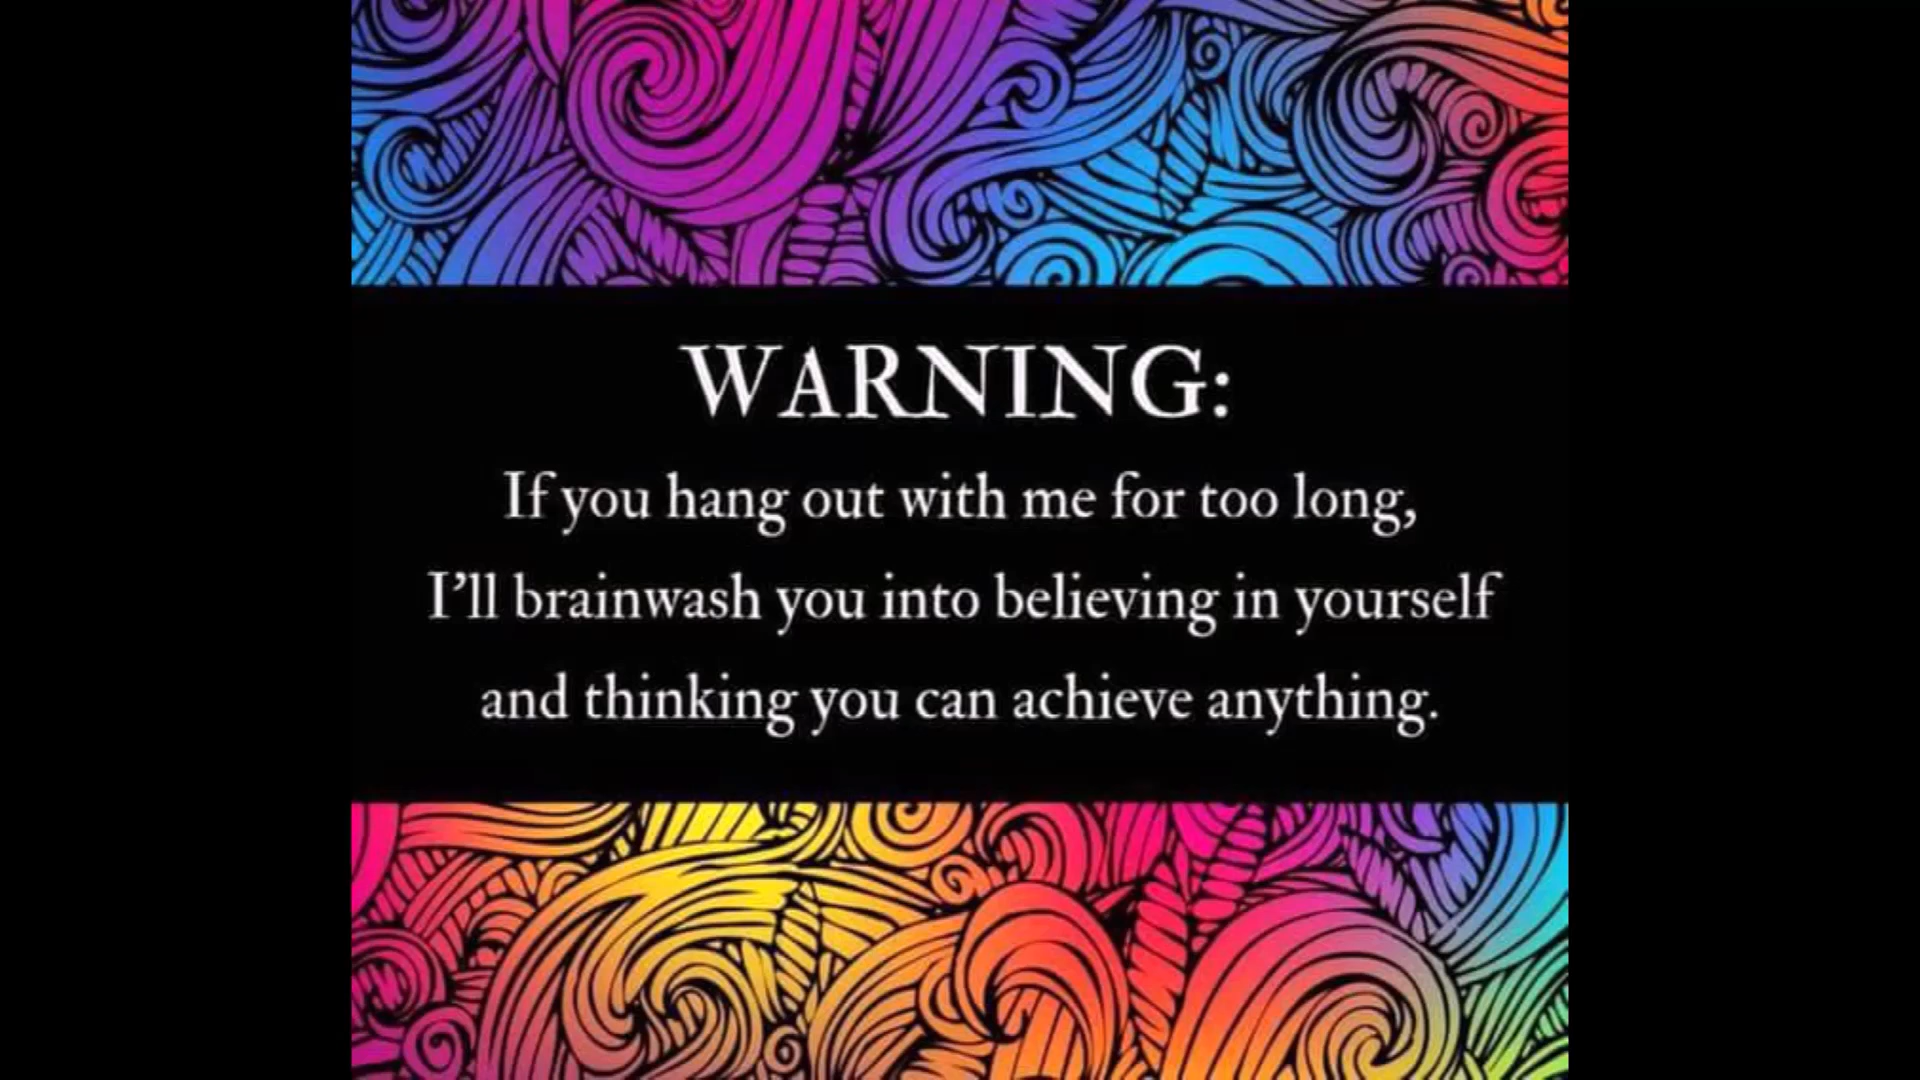 WARNING:
If you hang out with me for too long,
I’ll brainwash you into believing in yourself
and thinking you can achieve anything.